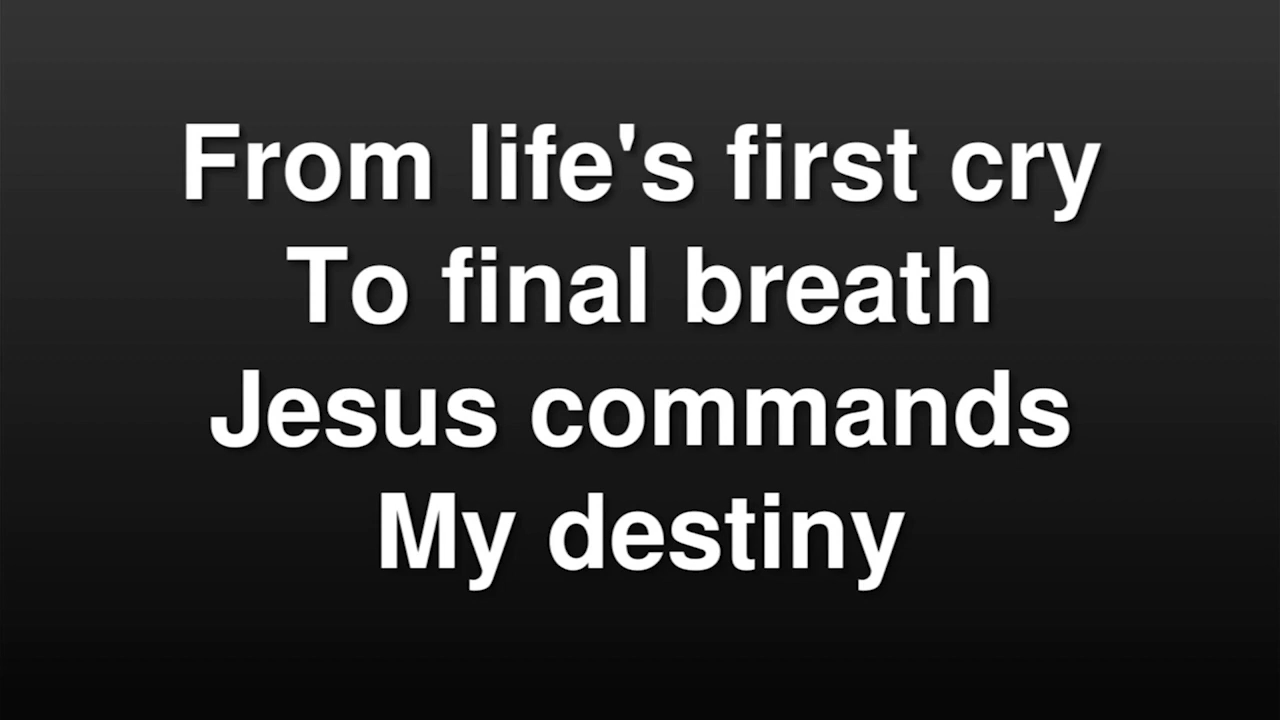 From life's first cry
To final breath
Jesus commands
My destiny